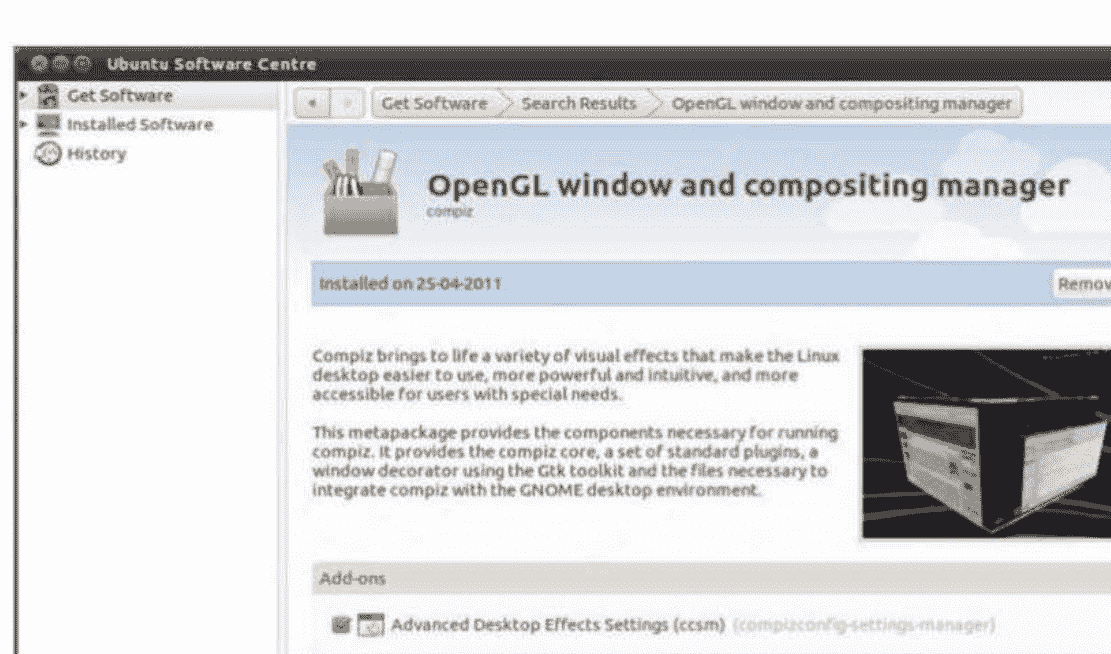 Ubuntu Software Centre
Get Software
Installed Software
History
Get Software
Search Results
OpenGL window and compositing manager
OpenGL window and compositing manager
compiz
Installed on 25-04-2011
Remov
Compiz brings to life a variety of visual effects that make the Linux
desktop easier to use, more powerful and intuitive, and more
accessible for users with special needs.
This metapackage provides the components necessary for running
compiz. It provides the compiz core, a set of standard plugins, a
window decorator using the Gtk toolkit and the files necessary to
integrate compiz with the GNOME desktop environment.
Add-ons
Advanced Desktop Effects Settings (ccsm) (compizconfig-settings-manager)